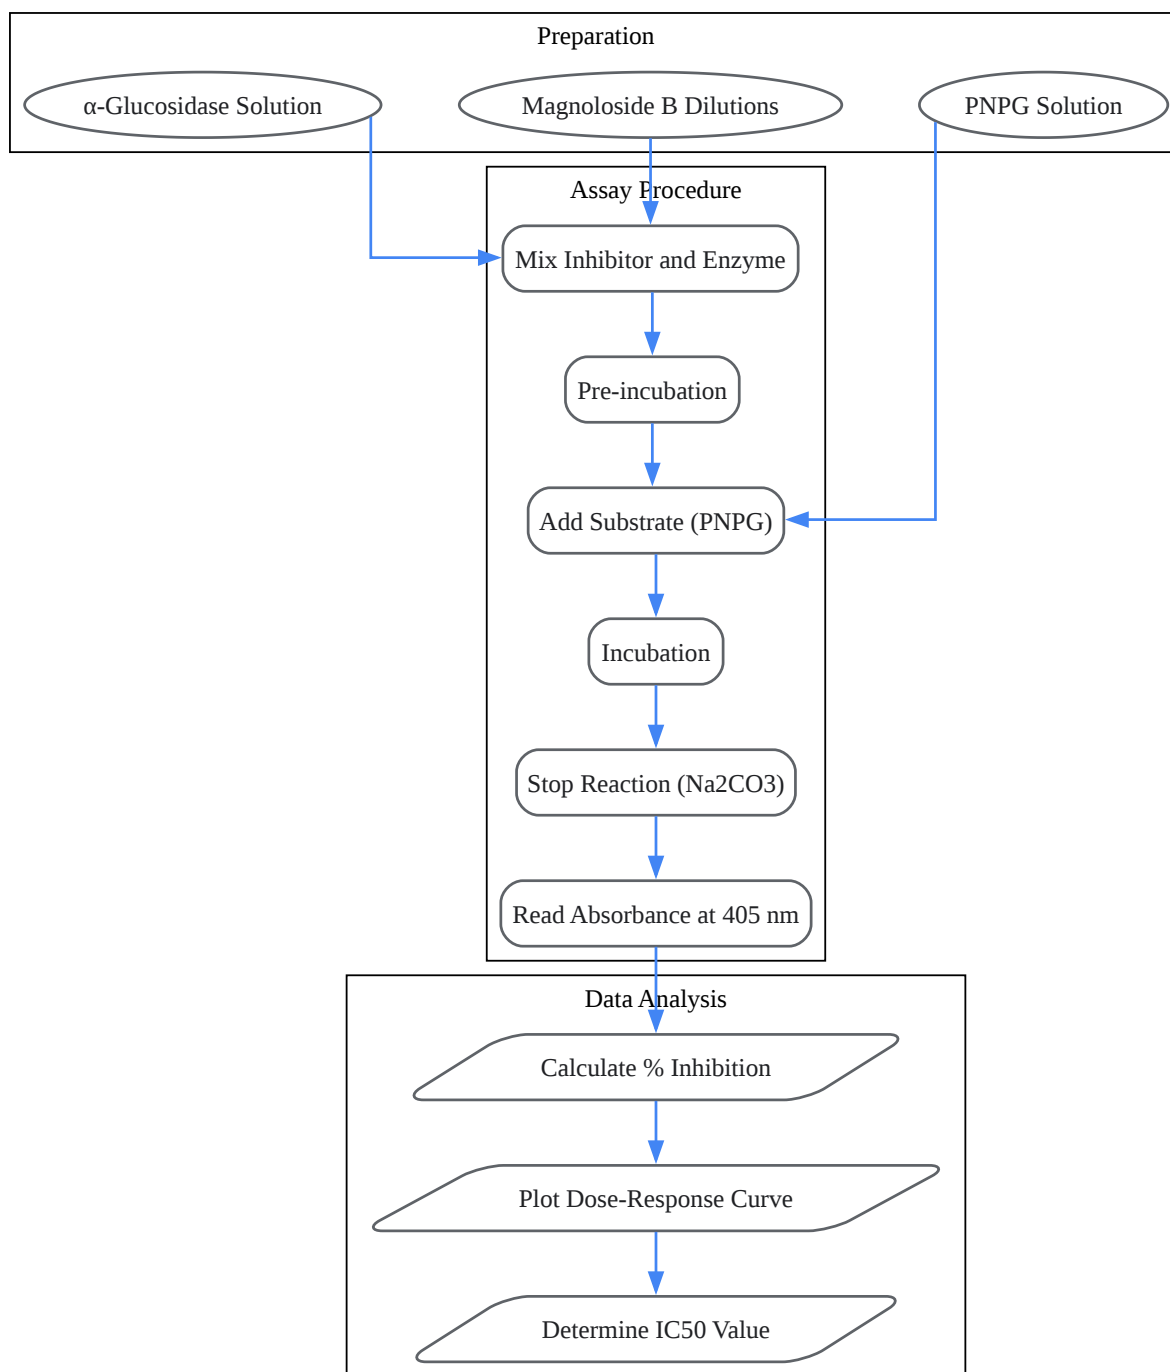 Preparation
α-Glucosidase Solution
Magnoloside B Dilutions
PNPG Solution
Assay Procedure
Mix Inhibitor and Enzyme
Pre-incubation
Add Substrate (PNPG)
Incubation
Stop Reaction (Na2CO3)
Read Absorbance at 405 nm
Data Analysis
Calculate % Inhibition
Plot Dose-Response Curve
Determine IC50 Value